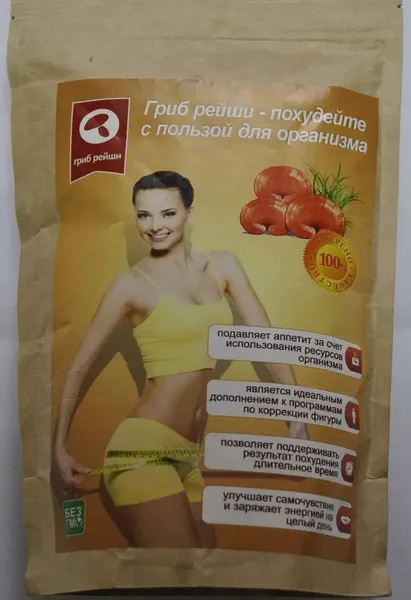 Гриб рейши - похудейте
с пользой для организма
гриб рейши
100%
подавляет аппетит за счет
использования ресурсов
организма
является идеальным
дополнением к программам
по коррекции фигуры
позволяет поддерживать
результат похудения
длительное время
улучшает самочувствие
и заряжает энергией на
целый день
БЕЗ
ГМО